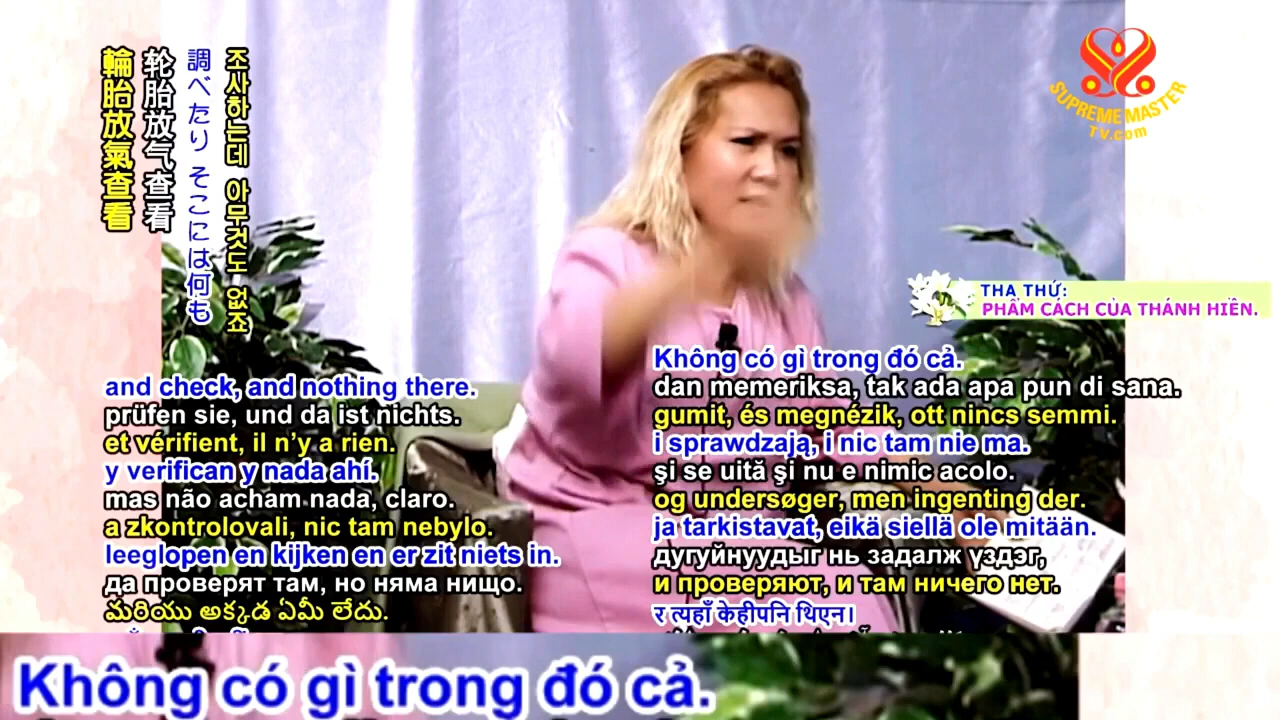 輪胎放氣查看
轮胎放气查看
調べたり そこには何も
조사하는데 아무것도 없죠
SUPREME MASTER
TV.com
THA THỨ:
PHẨM CÁCH CỦA THÁNH HIỀN.
and check, and nothing there.
prüfen sie, und da ist nichts.
et vérifient, il n’y a rien.
y verifican y nada ahí.
mas não acham nada, claro.
a zkontrolovali, nic tam nebylo.
leeglopen en kijken en er zit niets in.
да проверят там, но няма нищо.
మరియు అక్కడ ఏమీ లేదు.
Không có gì trong đó cả.
dan memeriksa, tak ada apa pun di sana.
gumit, és megnézik, ott nincs semmi.
i sprawdzają, i nic tam nie ma.
şi se uită şi nu e nimic acolo.
og undersøger, men ingenting der.
ja tarkistavat, eikä siellä ole mitään.
дугуйнуудыг нь задалж үздэг,
и проверяют, и там ничего нет.
र त्यहाँ केहीपनि थिएन।
Không có gì trong đó cả.